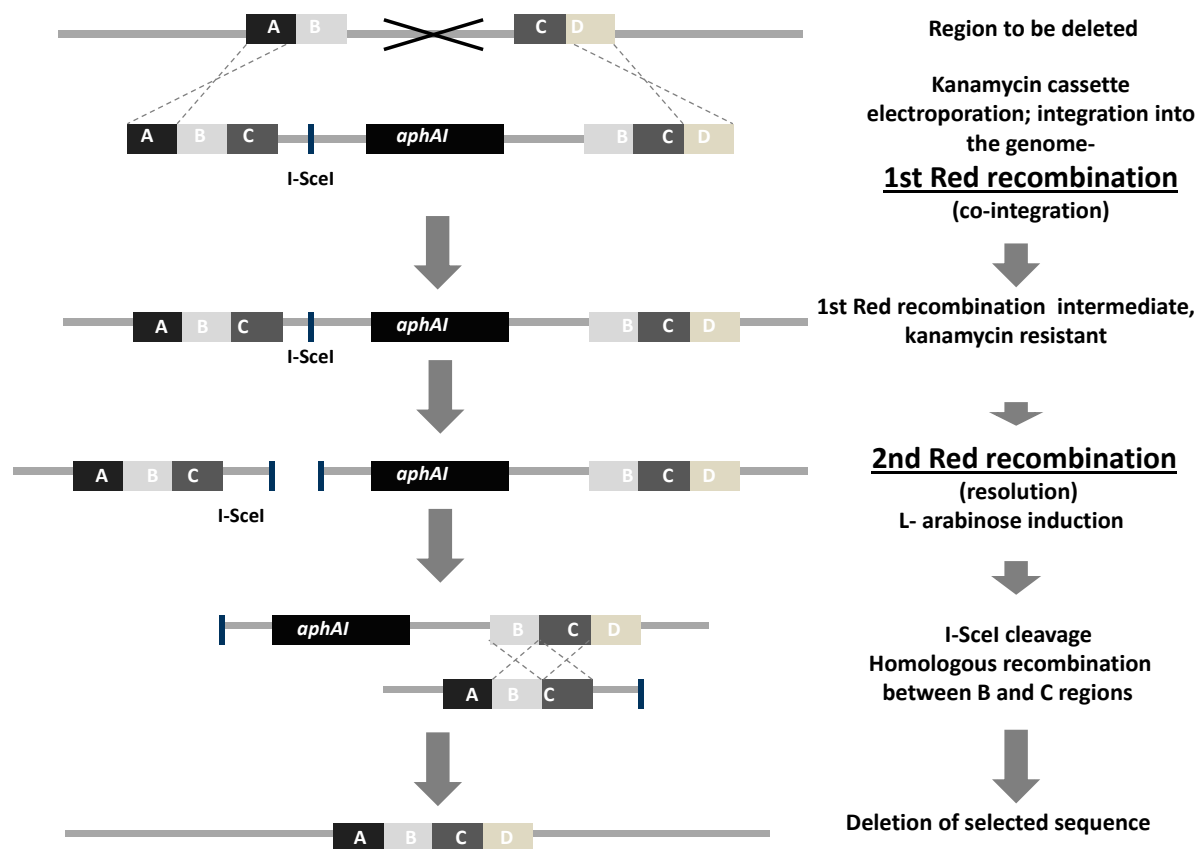 A B C D
Region to be deleted
Kanamycin cassette
electroporation; integration into
the genome-
1st Red recombination
(co-integration)
A B C aphAI B C D
I-SceI
1st Red recombination intermediate,
kanamycin resistant
A B C aphAI B C D
I-SceI
2nd Red recombination
(resolution)
L- arabinose induction
A B C aphAI B C D
I-SceI
aphAI B C D
A B C
I-SceI cleavage
Homologous recombination
between B and C regions
A B C D
Deletion of selected sequence